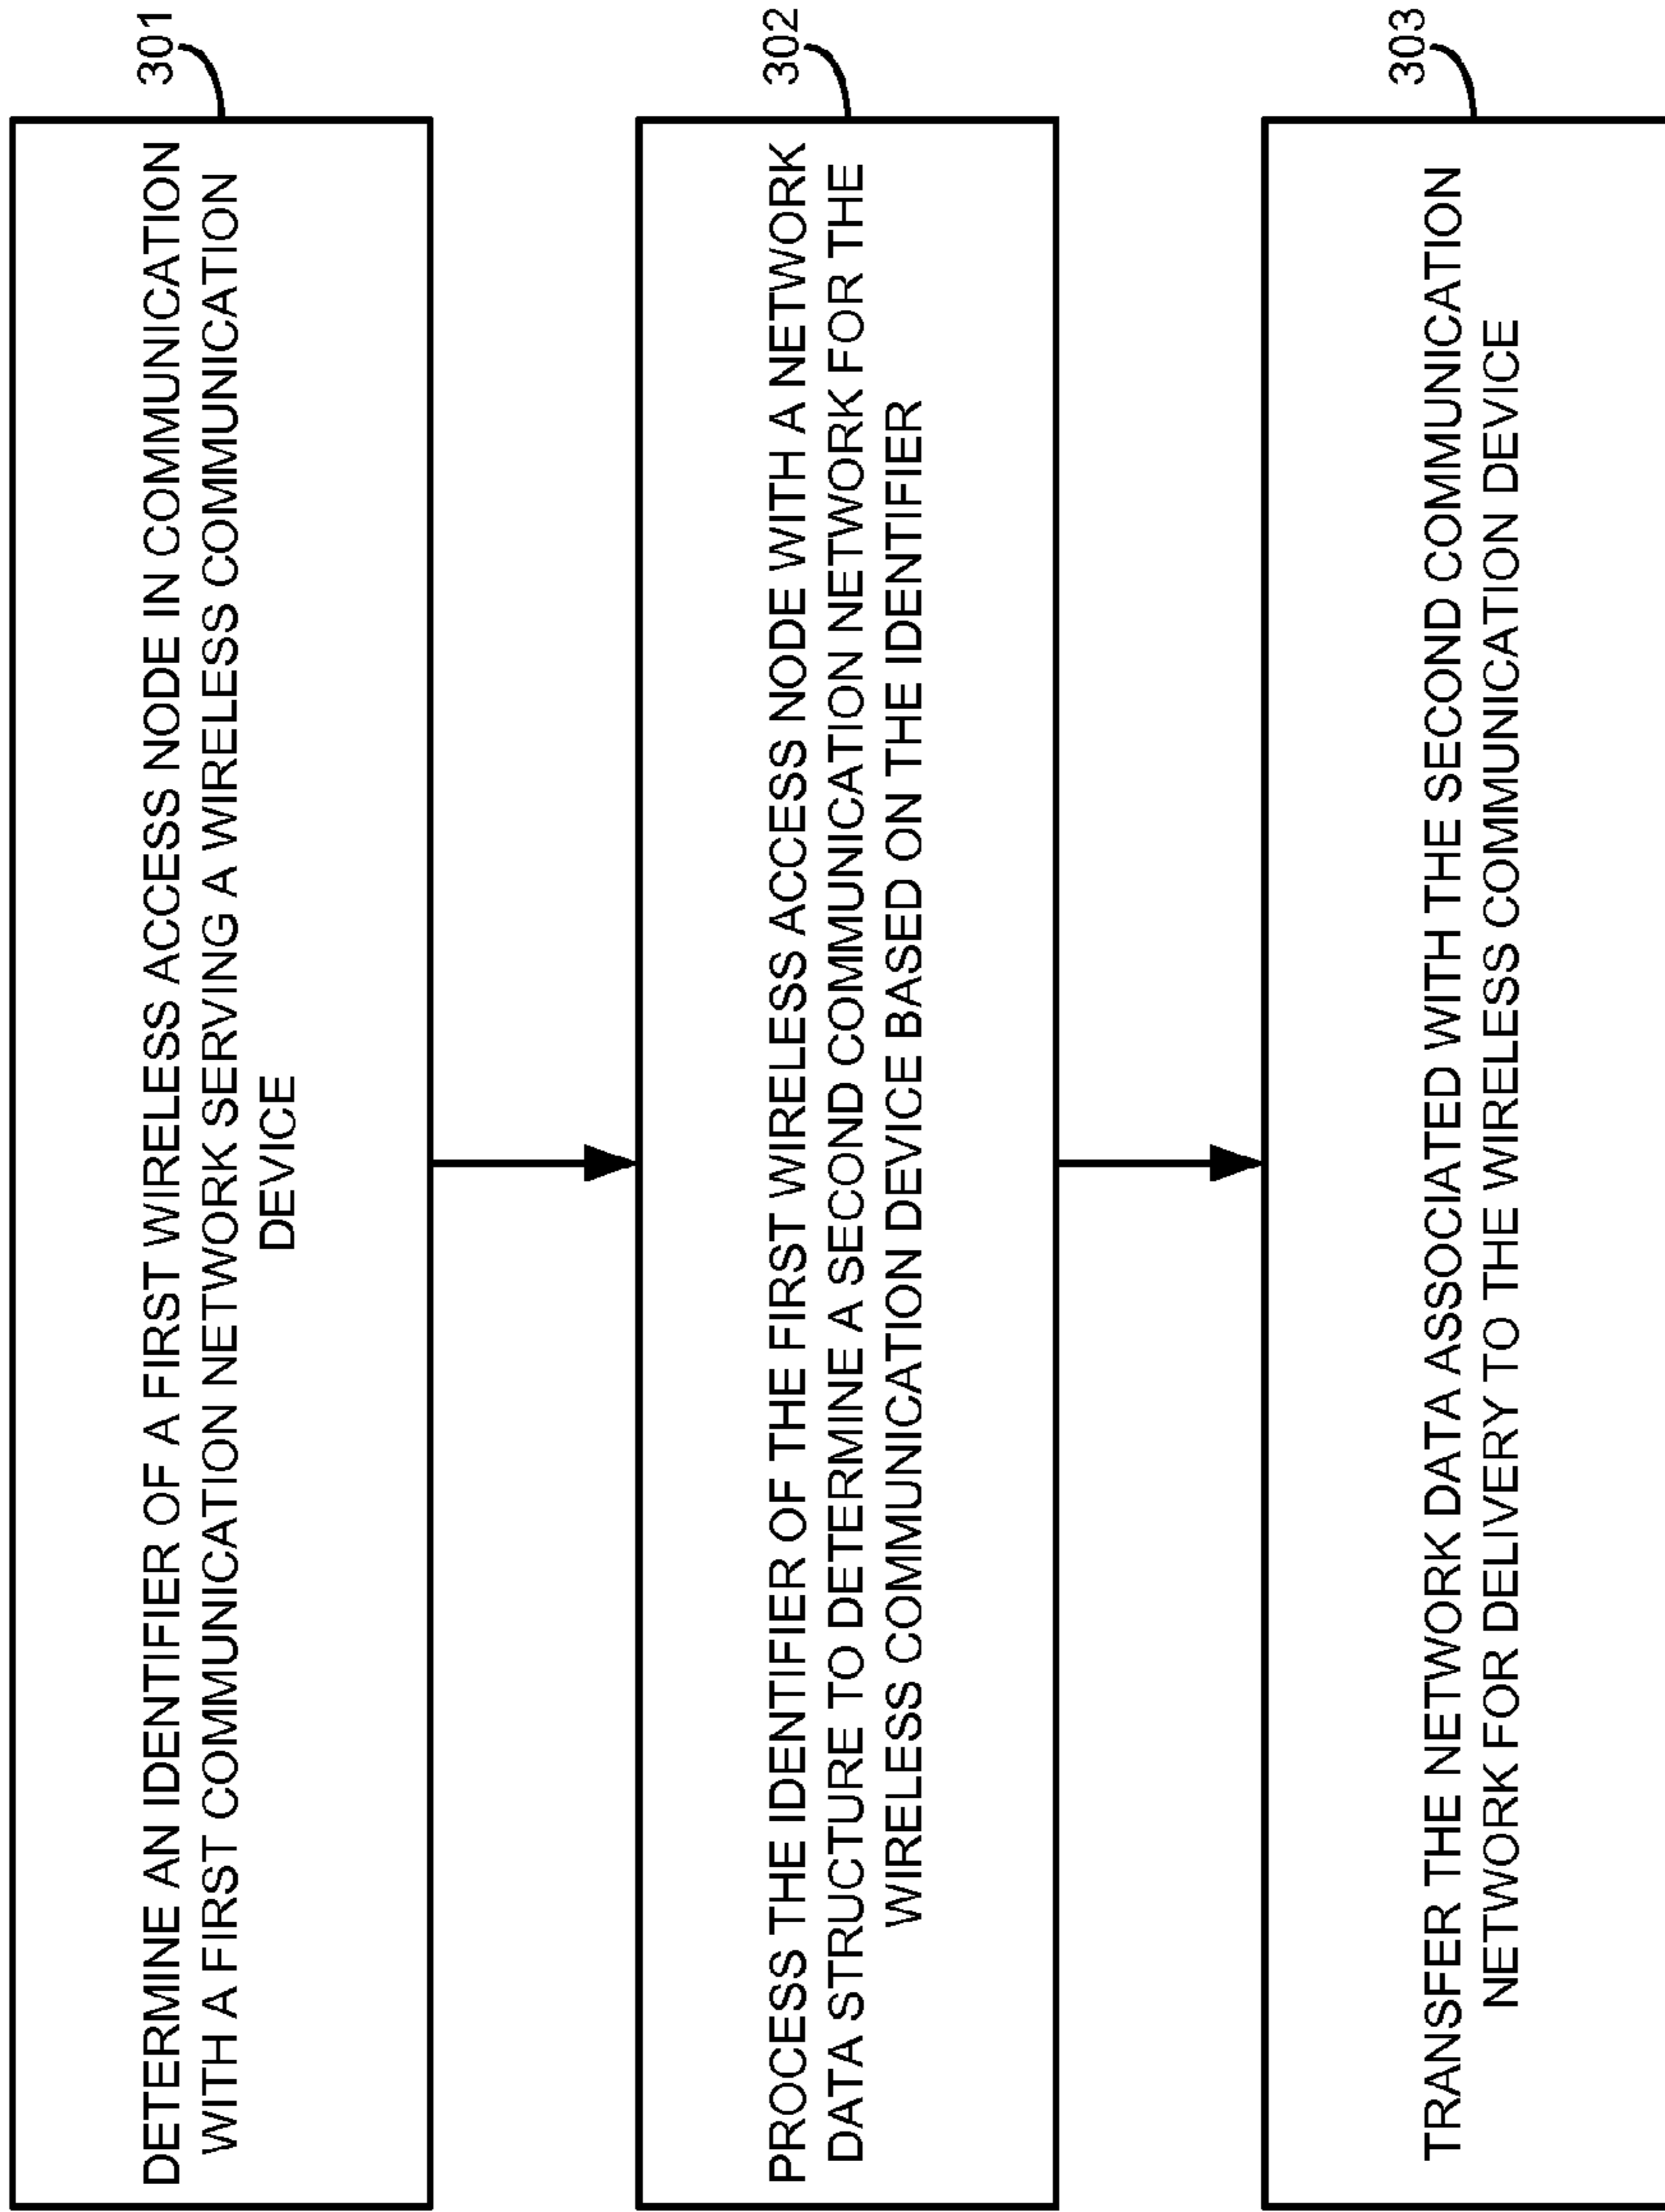 DETERMINE AN IDENTIFIER OF A FIRST WIRELESS ACCESS NODE IN COMMUNICATION
WITH A FIRST COMMUNICATION NETWORK SERVING A WIRELESS COMMUNICATION
DEVICE
301
PROCESS THE IDENTIFIER OF THE FIRST WIRELESS ACCESS NODE WITH A NETWORK
DATA STRUCTURE TO DETERMINE A SECOND COMMUNICATION NETWORK FOR THE
WIRELESS COMMUNICATION DEVICE BASED ON THE IDENTIFIER
302
TRANSFER THE NETWORK DATA ASSOCIATED WITH THE SECOND COMMUNICATION
NETWORK FOR DELIVERY TO THE WIRELESS COMMUNICATION DEVICE
303